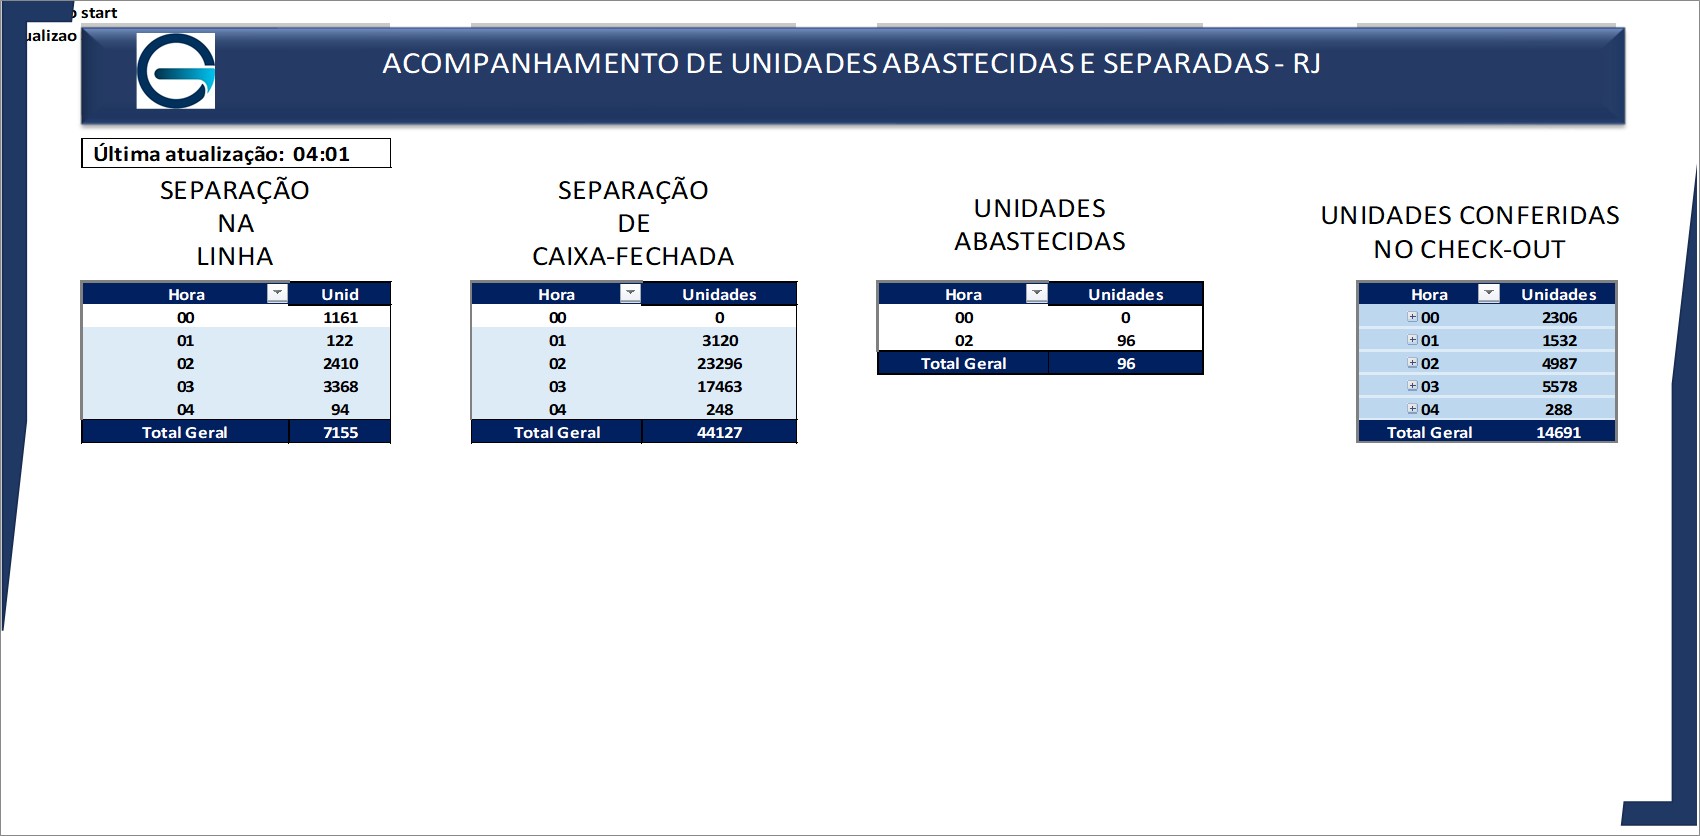 start
ACOMPANHAMENTO DE UNIDADES ABASTECIDAS E SEPARADAS - RJ
Última atualização: 04:01
SEPARAÇÃO
NA
LINHA
Hora Unid
00 1161
01 122
02 2410
03 3368
04 94
Total Geral 7155
SEPARAÇÃO
DE
CAIXA-FECHADA
Hora Unidades
00 0
01 3120
02 23296
03 17463
04 248
Total Geral 44127
UNIDADES
ABASTECIDAS
Hora Unidades
00 0
02 96
Total Geral 96
UNIDADES CONFERIDAS
NO CHECK-OUT
Hora Unidades
00 2306
01 1532
02 4987
03 5578
04 288
Total Geral 14691